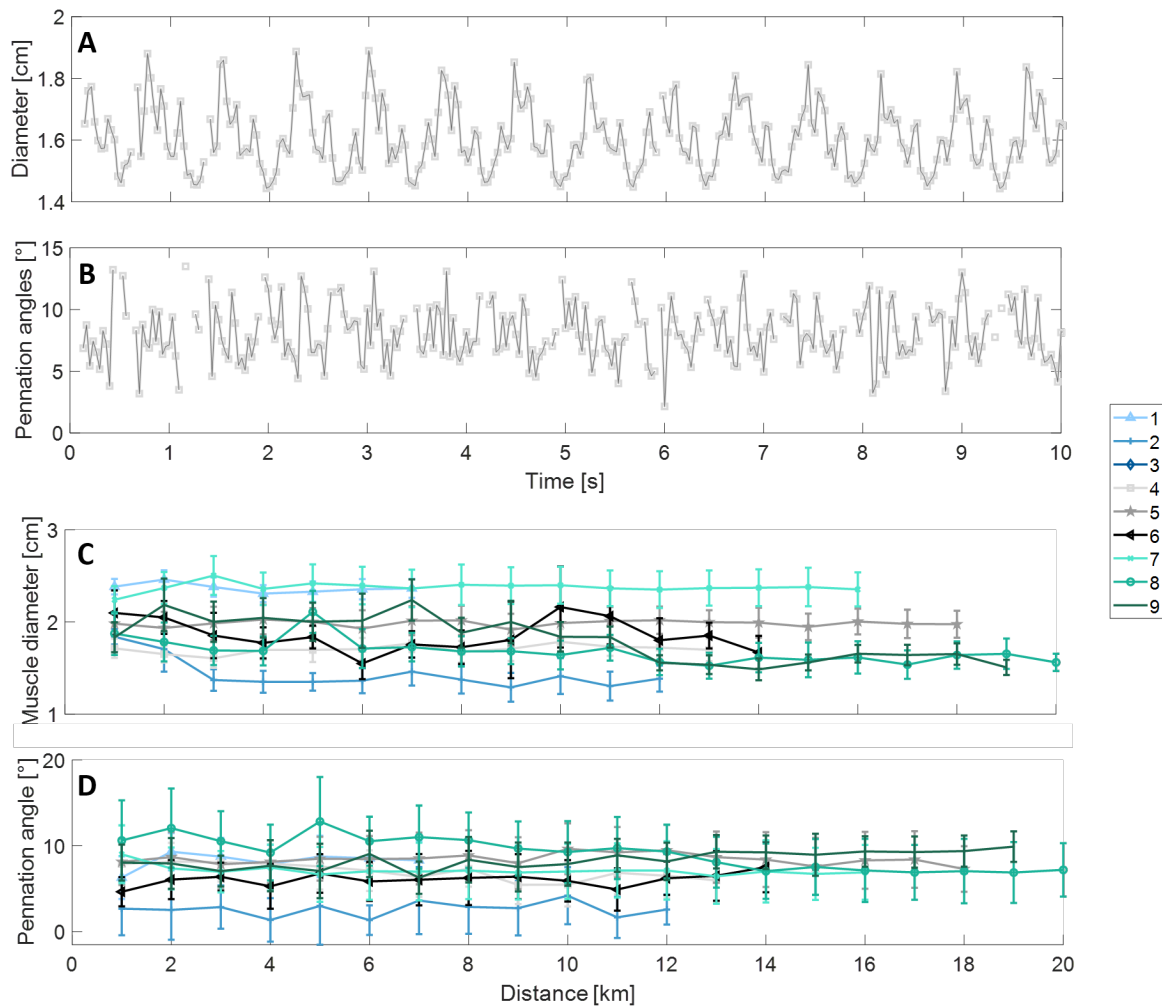 A
Diameter [cm]
2
1.8
1.6
1.4
B
Pennation angles [°]
15
10
5
0
0 1 2 3 4 5 6 7 8 9 10
Time [s]
1
2
3
4
5
6
7
8
9
C
Muscle diameter [cm]
3
2
1
D
Pennation angle [°]
20
10
0
0 2 4 6 8 10 12 14 16 18 20
Distance [km]